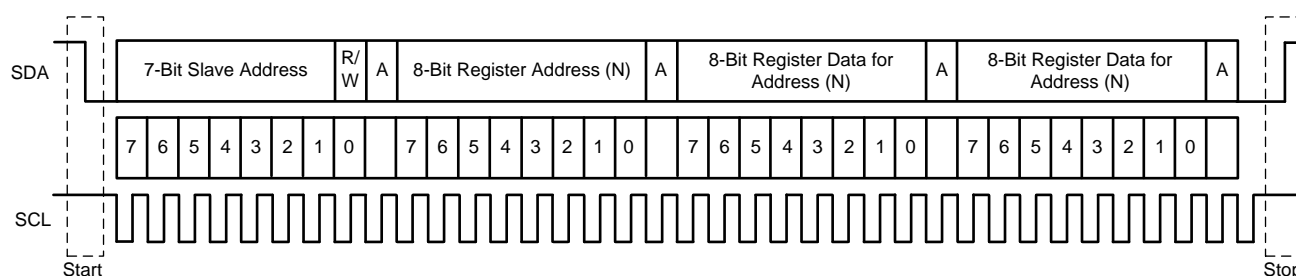 SDA
7-Bit Slave Address
R/
W
A
8-Bit Register Address (N)
A
8-Bit Register Data for
Address (N)
A
8-Bit Register Data for
Address (N)
A
7 6 5 4 3 2 1 0 7 6 5 4 3 2 1 0 7 6 5 4 3 2 1 0 7 6 5 4 3 2 1 0
SCL
Start
Stop